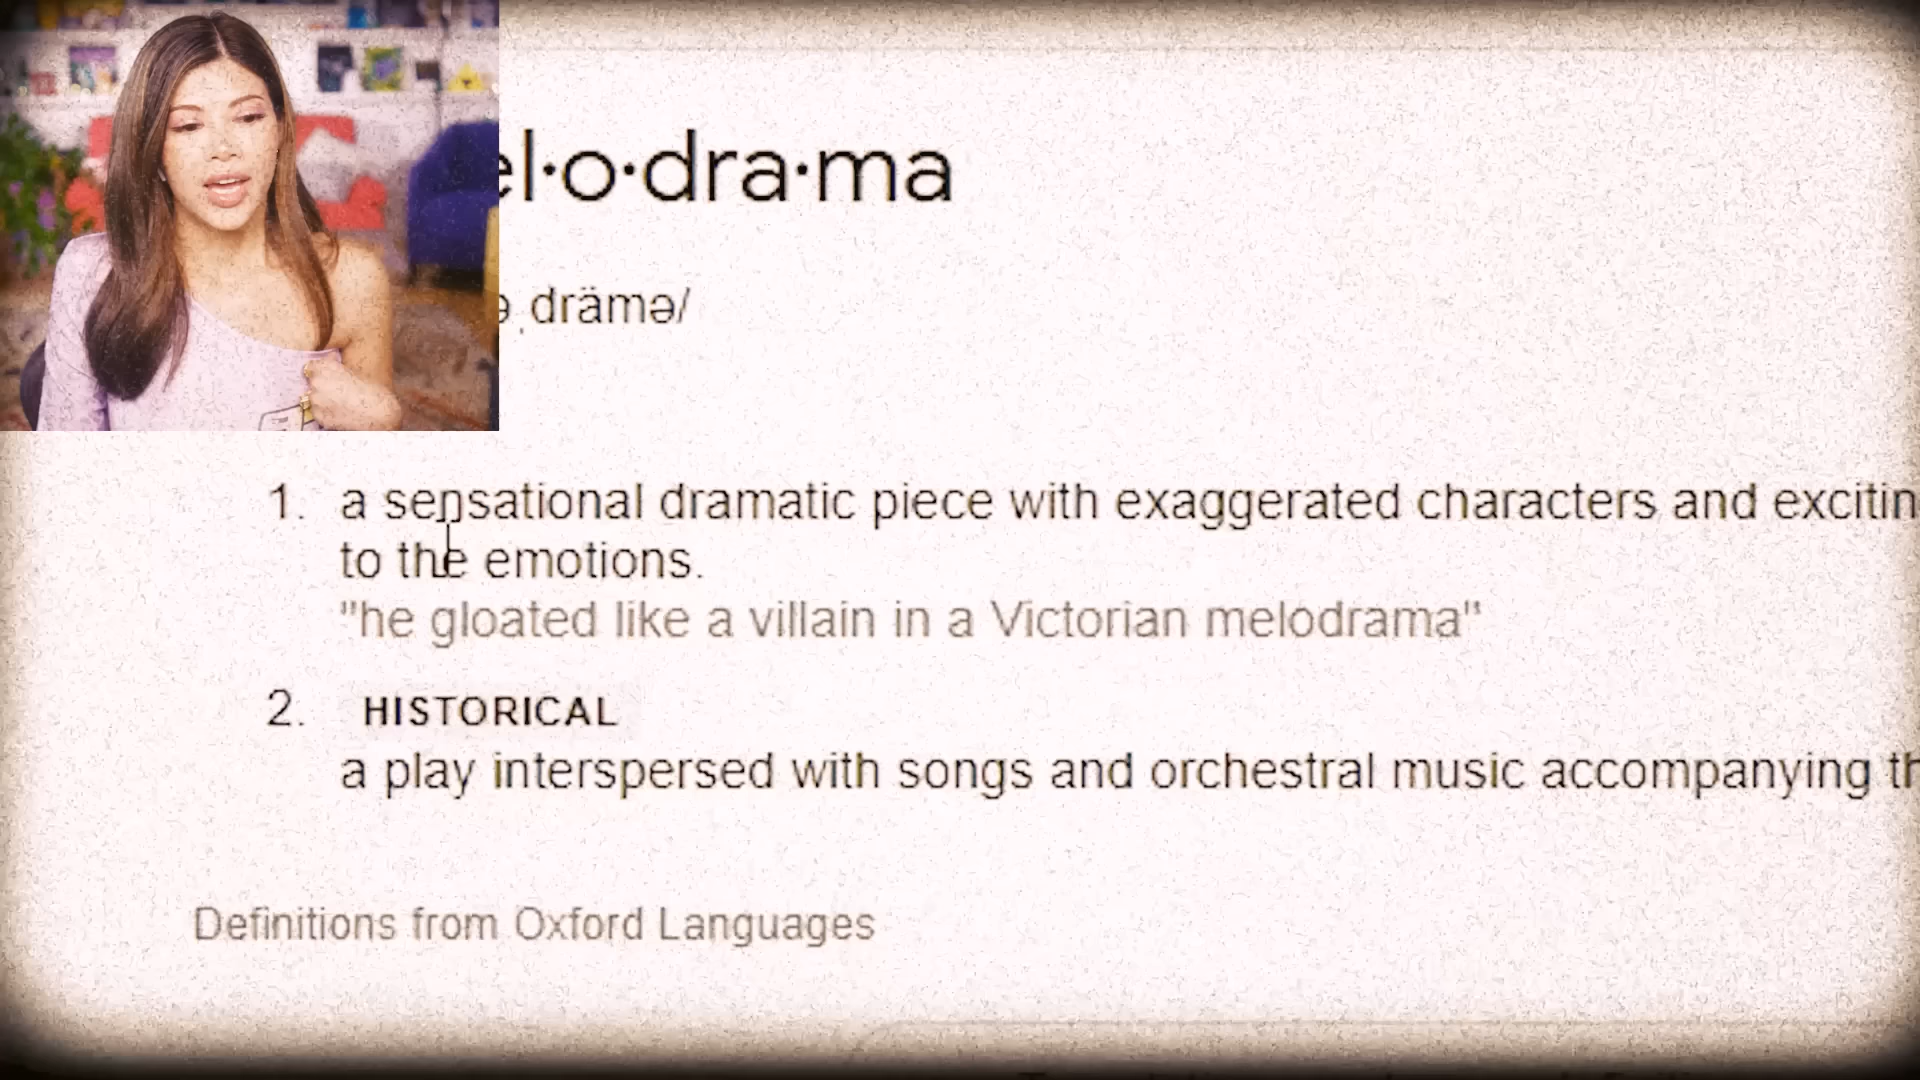 el·o·dra·ma
ə,drämə/
1. a sensational dramatic piece with exaggerated characters and excitin
to the emotions.
"he gloated like a villain in a Victorian melodrama"
2. HISTORICAL
a play interspersed with songs and orchestral music accompanying th
Definitions from Oxford Languages